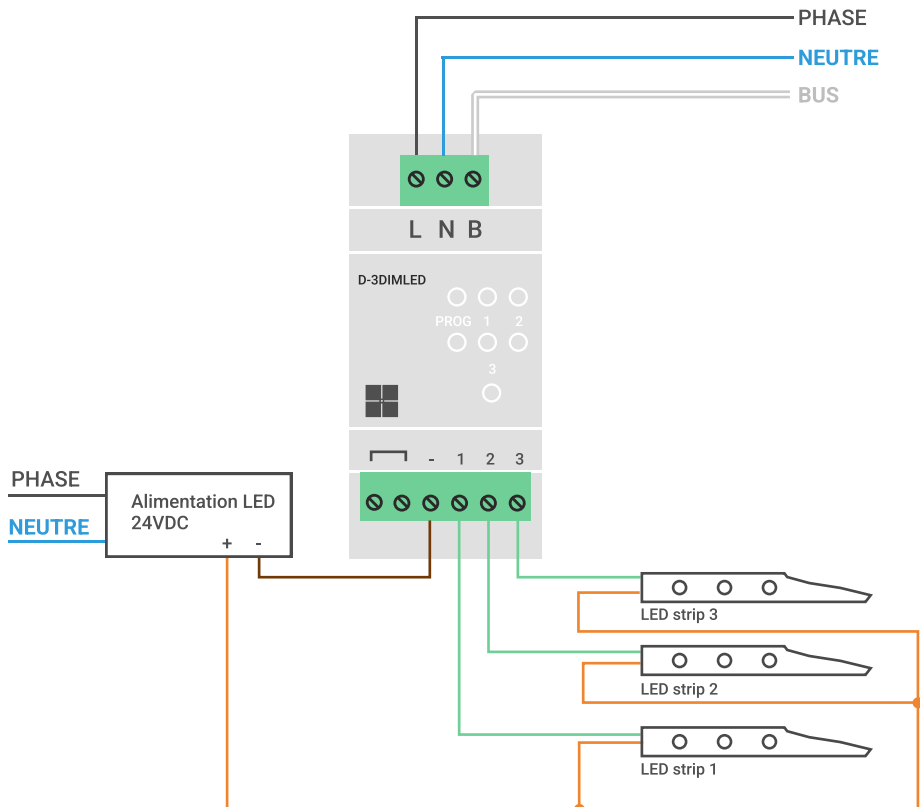 PHASE
NEUTRE
BUS
L N B
D-3DIMLED
PROG 1 2
3
- 1 2 3
PHASE
NEUTRE
Alimentation LED
24VDC
+ -
LED strip 3
LED strip 2
LED strip 1